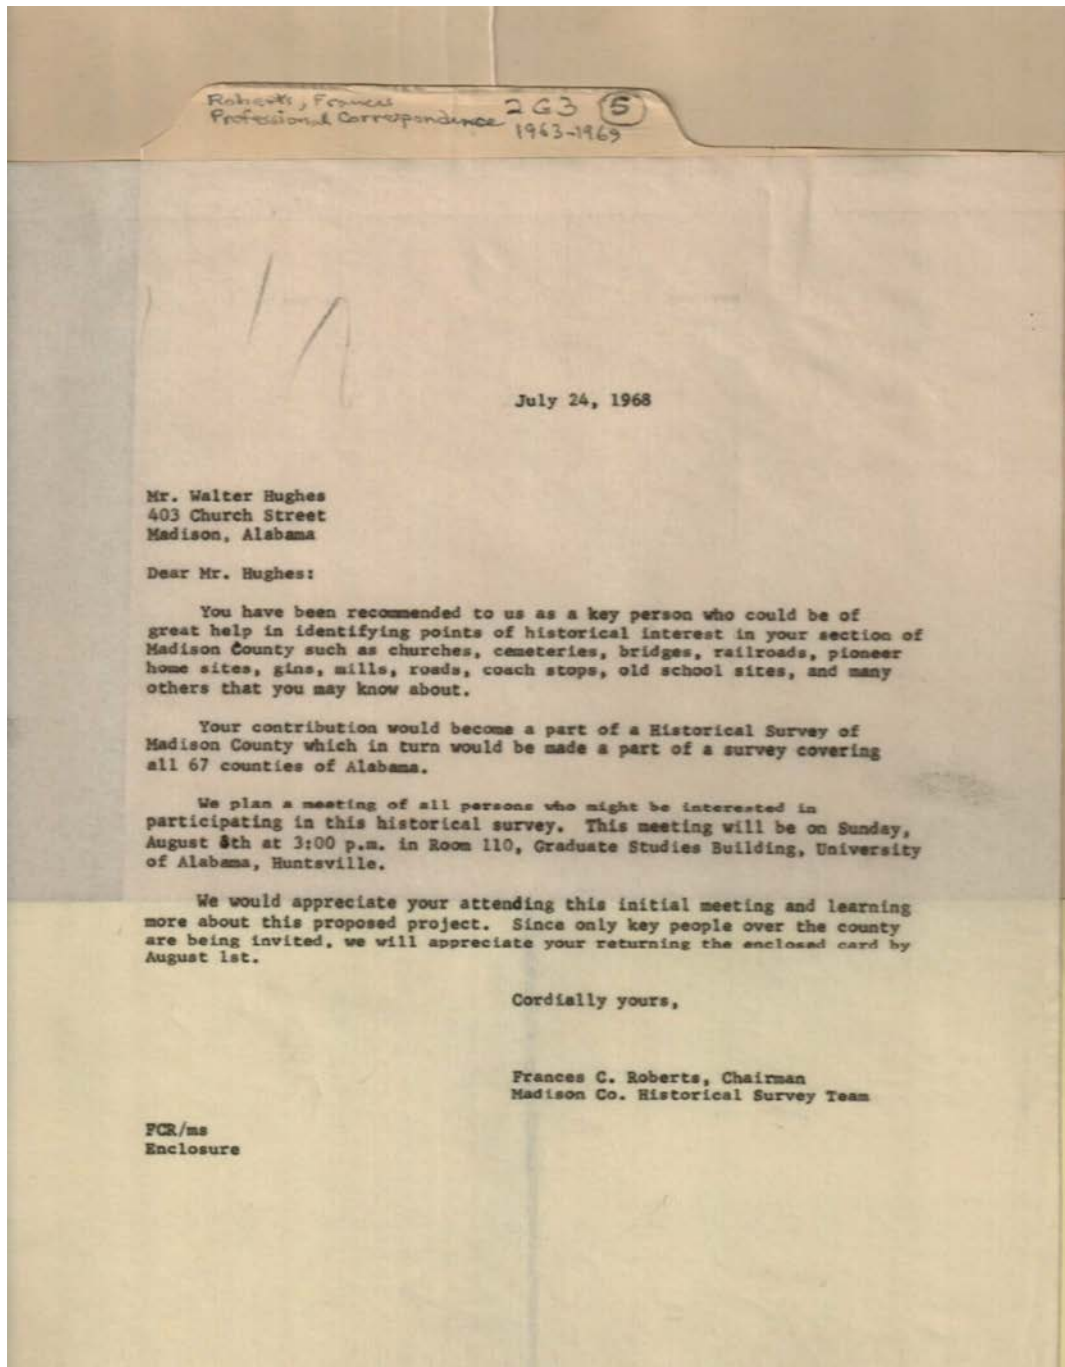 Roberts, Frances 2G3 5
Professional Correspondence 1963-1969
July 24, 1968
Mr. Walter Hughes
403 Church Street
Madison, Alabama
Dear Mr. Hughes:
You have been recommended to us as a key person who could be of
great help in identifying points of historical interest in your section of
Madison County such as churches, cemeteries, bridges, railroads, pioneer
home sites, gins, mills, roads, coach stops, old school sites, and many
others that you may know about.
Your contribution would become a part of a Historical Survey of
Madison County which in turn would be made a part of a survey covering
all 67 counties of Alabama.
We plan a meeting of all persons who might be interested in
participating in this historical survey. This meeting will be on Sunday,
August at 3:00 p.m. in Room 110, Graduate Studies Building, University
of Alabama, Huntsville.
We would appreciate your attending this initial meeting and learning
more about this proposed project. Since only key people over the county
are being invited, we will appreciate your returning the enclosed card by
August 1st.
Cordially yours,
Frances C. Roberts, Chairman
Madison Co. Historical Survey Team
FCR/ms
Enclosure